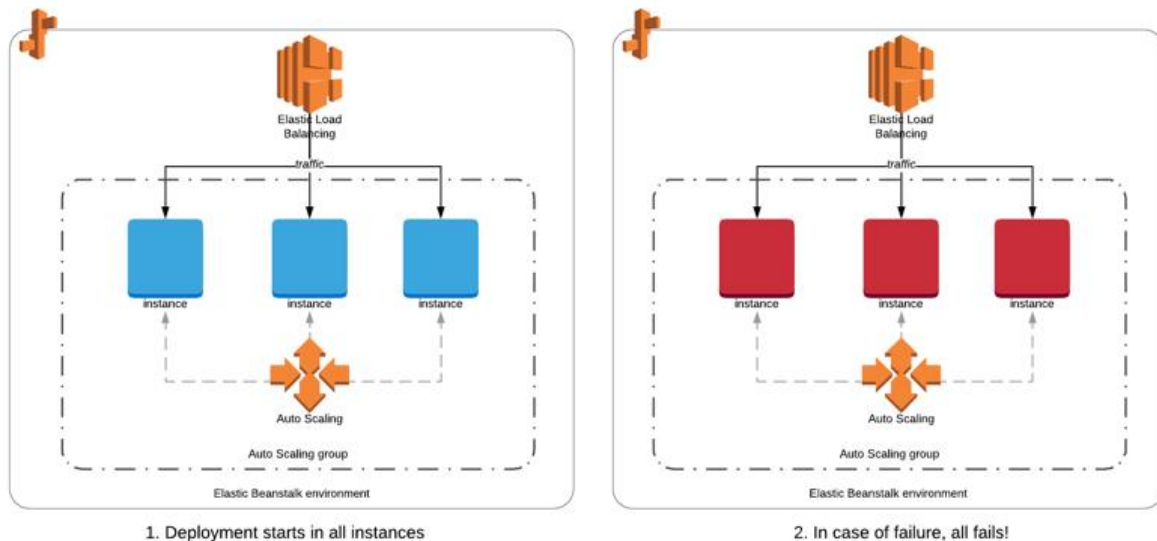 Elastic Load
Balancing
traffic
instance
instance
instance
Auto Scaling
Auto Scaling group
Elastic Beanstalk environment
1. Deployment starts in all instances
Elastic Load
Balancing
traffic
instance
instance
instance
Auto Scaling
Auto Scaling group
Elastic Beanstalk environment
2. In case of failure, all fails!